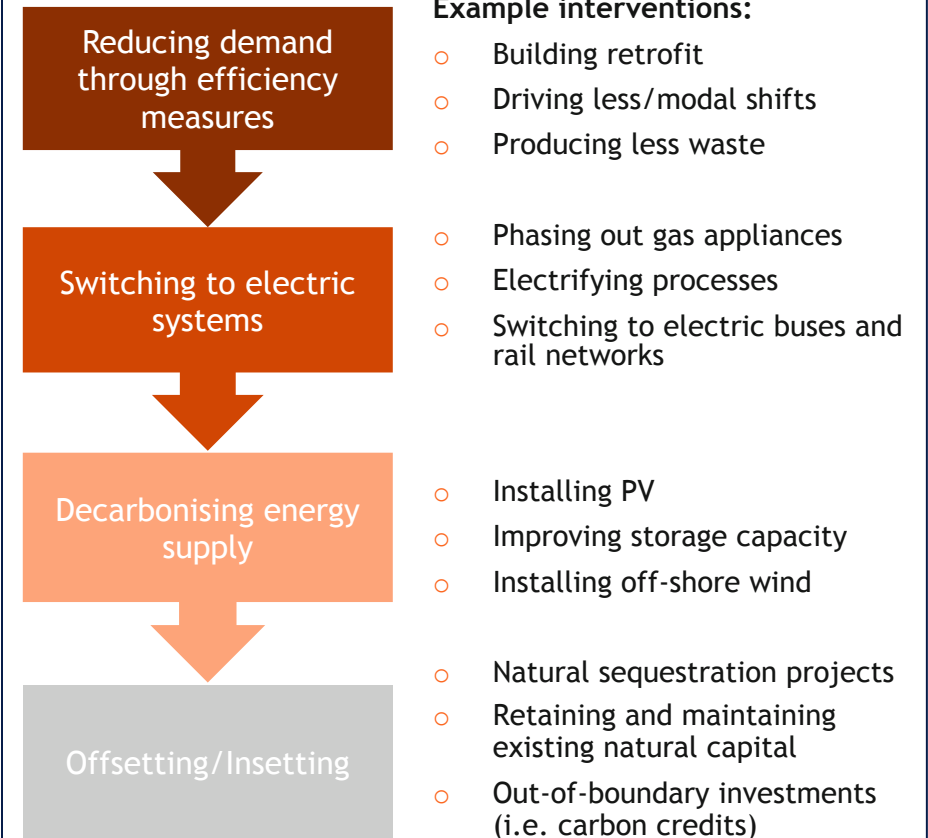 Example interventions:
Reducing demand
through efficiency
measures
○ Building retrofit
○ Driving less/modal shifts
○ Producing less waste
Switching to electric
systems
○ Phasing out gas appliances
○ Electrifying processes
○ Switching to electric buses and
rail networks
Decarbonising energy
supply
○ Installing PV
○ Improving storage capacity
○ Installing off-shore wind
Offsetting/Insetting
○ Natural sequestration projects
○ Retaining and maintaining
existing natural capital
○ Out-of-boundary investments
(i.e. carbon credits)